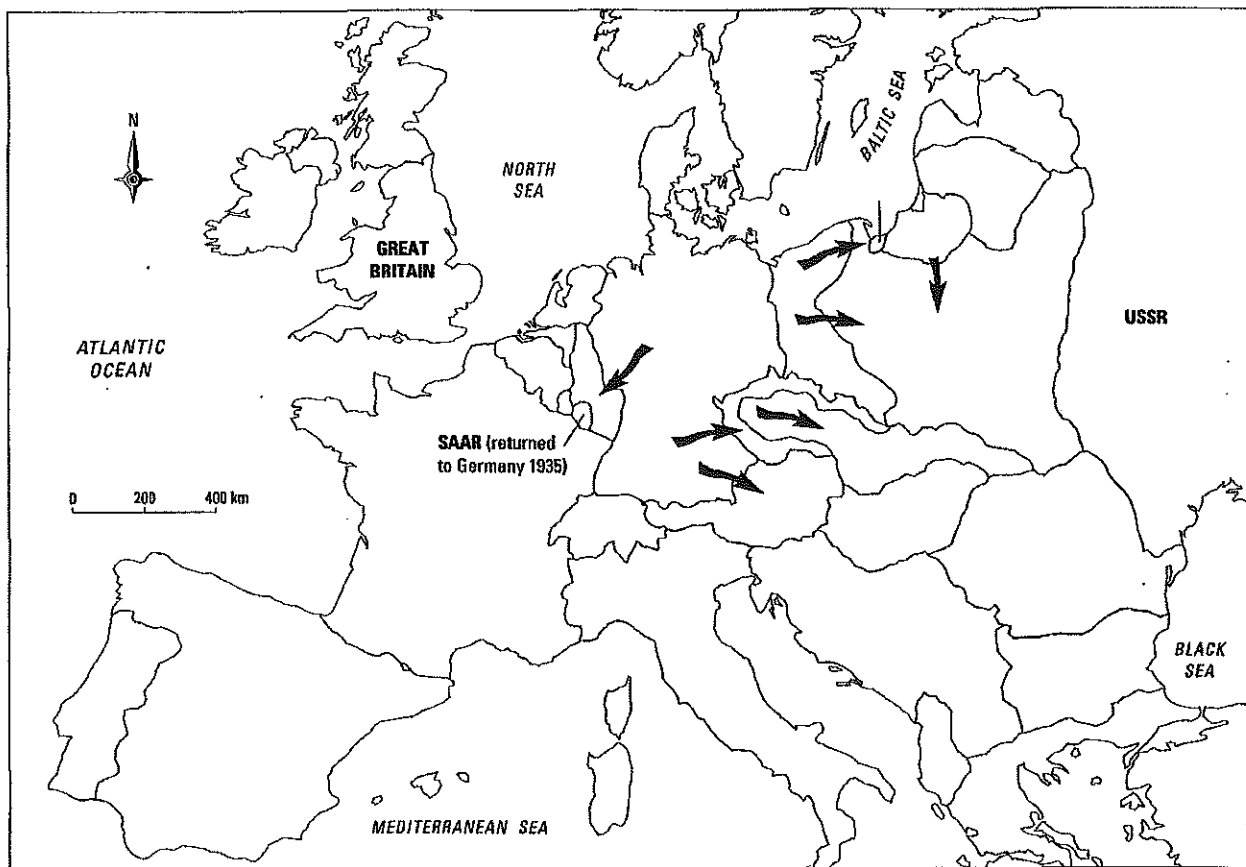 N
NORTH
SEA
BALTIC SEA
GREAT
BRITAIN
USSR
ATLANTIC
OCEAN
SAAR (returned
to Germany 1935)
0 200 400 km
BLACK
SEA
MEDITERRANEAN SEA